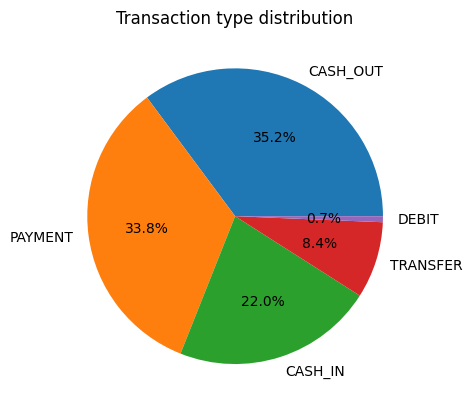 Transaction type distribution
CASH_OUT
35.2%
PAYMENT
33.8%
0.7%
DEBIT
8.4%
TRANSFER
22.0%
CASH_IN